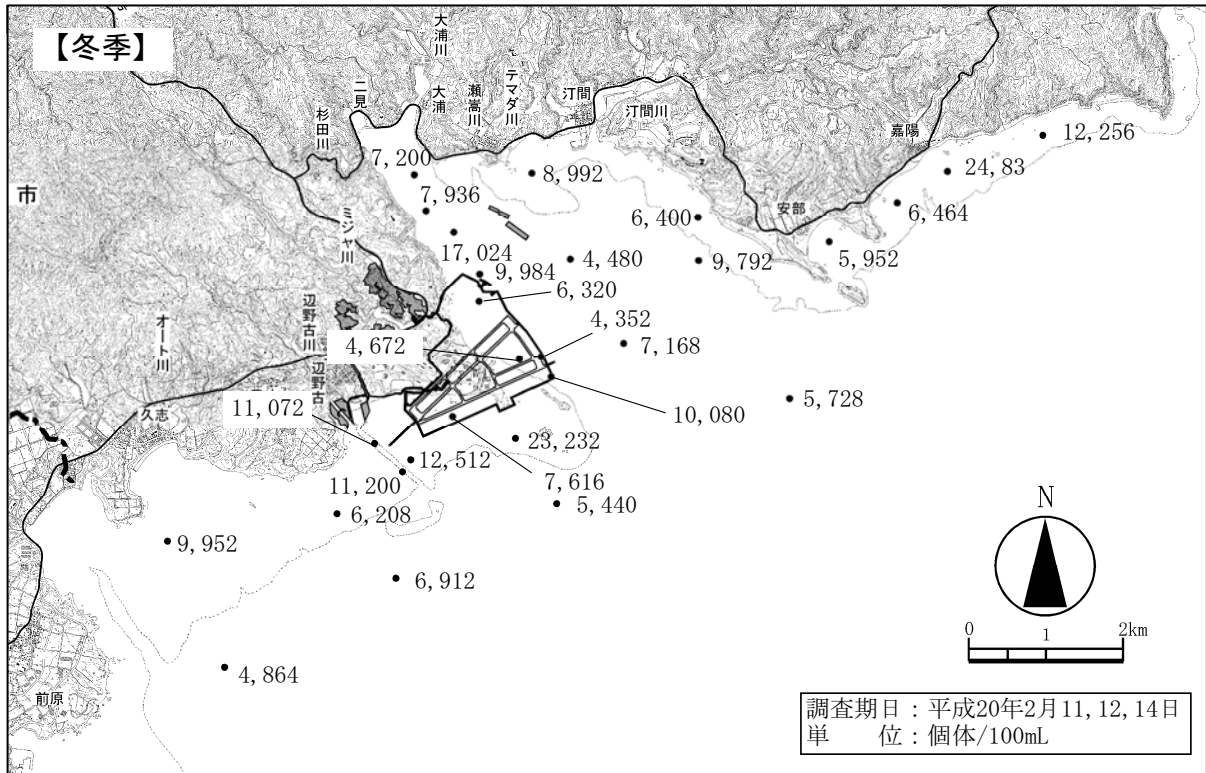 【冬季】
大浦川
大浦
瀬嵩川
テマダ川
汀間
汀間川
二見
杉田川
嘉陽
12,256
24,83
6,464
安部
5,952
7,200
8,992
7,936
6,400
市
ミジャ川
17,024
4,480
9,792
9,984
6,320
辺野古川
4,352
オート川
4,672
7,168
辺野古
10,080
5,728
11,072
久志
23,232
12,512
7,616
11,200
5,440
6,208
N
9,952
6,912
0 1 2km
4,864
前原
調査期日：平成20年2月11,12,14日
単　　位：個体/100mL